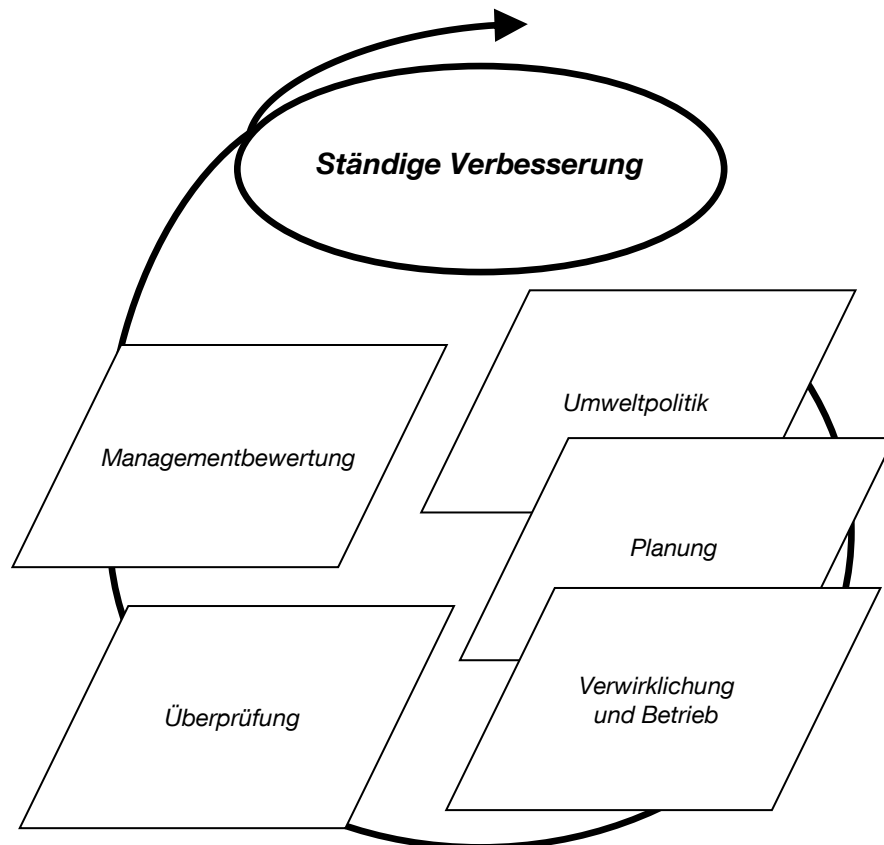 Ständige Verbesserung
Umweltpolitik
Managementbewertung
Planung
Verwirklichung
und Betrieb
Überprüfung